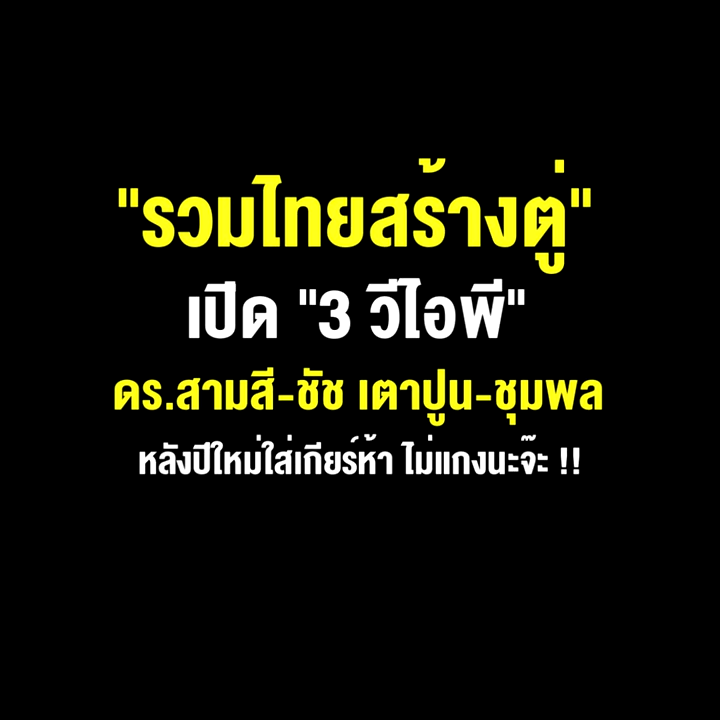 "รวมไทยสร้างตู่"
เปิด "3 วีไอพี"
ดร.สามสี-ชัช เตาปูน-ชุมพล
หลังปีใหม่ใส่เกียร์ห้า ไม่แกงนะจ๊ะ !!